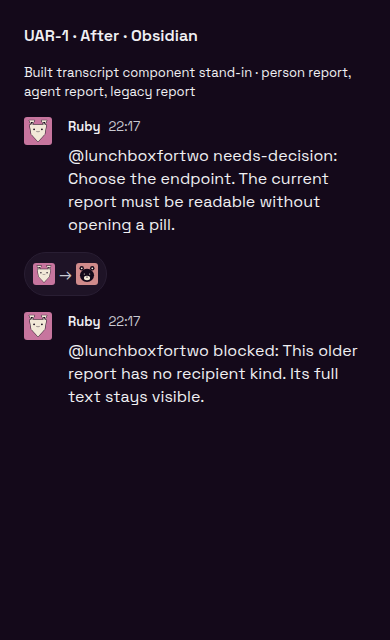 UAR-1 · After · Obsidian
Built transcript component stand-in · person report,
agent report, legacy report
Ruby 22:17
@lunchboxfortwo needs-decision:
Choose the endpoint. The current
report must be readable without
opening a pill.
→
Ruby 22:17
@lunchboxfortwo blocked: This older
report has no recipient kind. Its full
text stays visible.